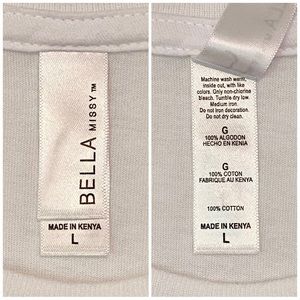 BELLA
MISSY™
MADE IN KENYA
L
Machine wash warm,
inside out, with like
colors. Only non-chlorine
bleach. Tumble dry low.
Medium iron.
Do not iron decoration.
Do not dry clean.
G
100% ALGODON
HECHO EN KENIA
G
100% COTON
FABRIQUE AU KENYA
100% COTTON
MADE IN KENYA
L